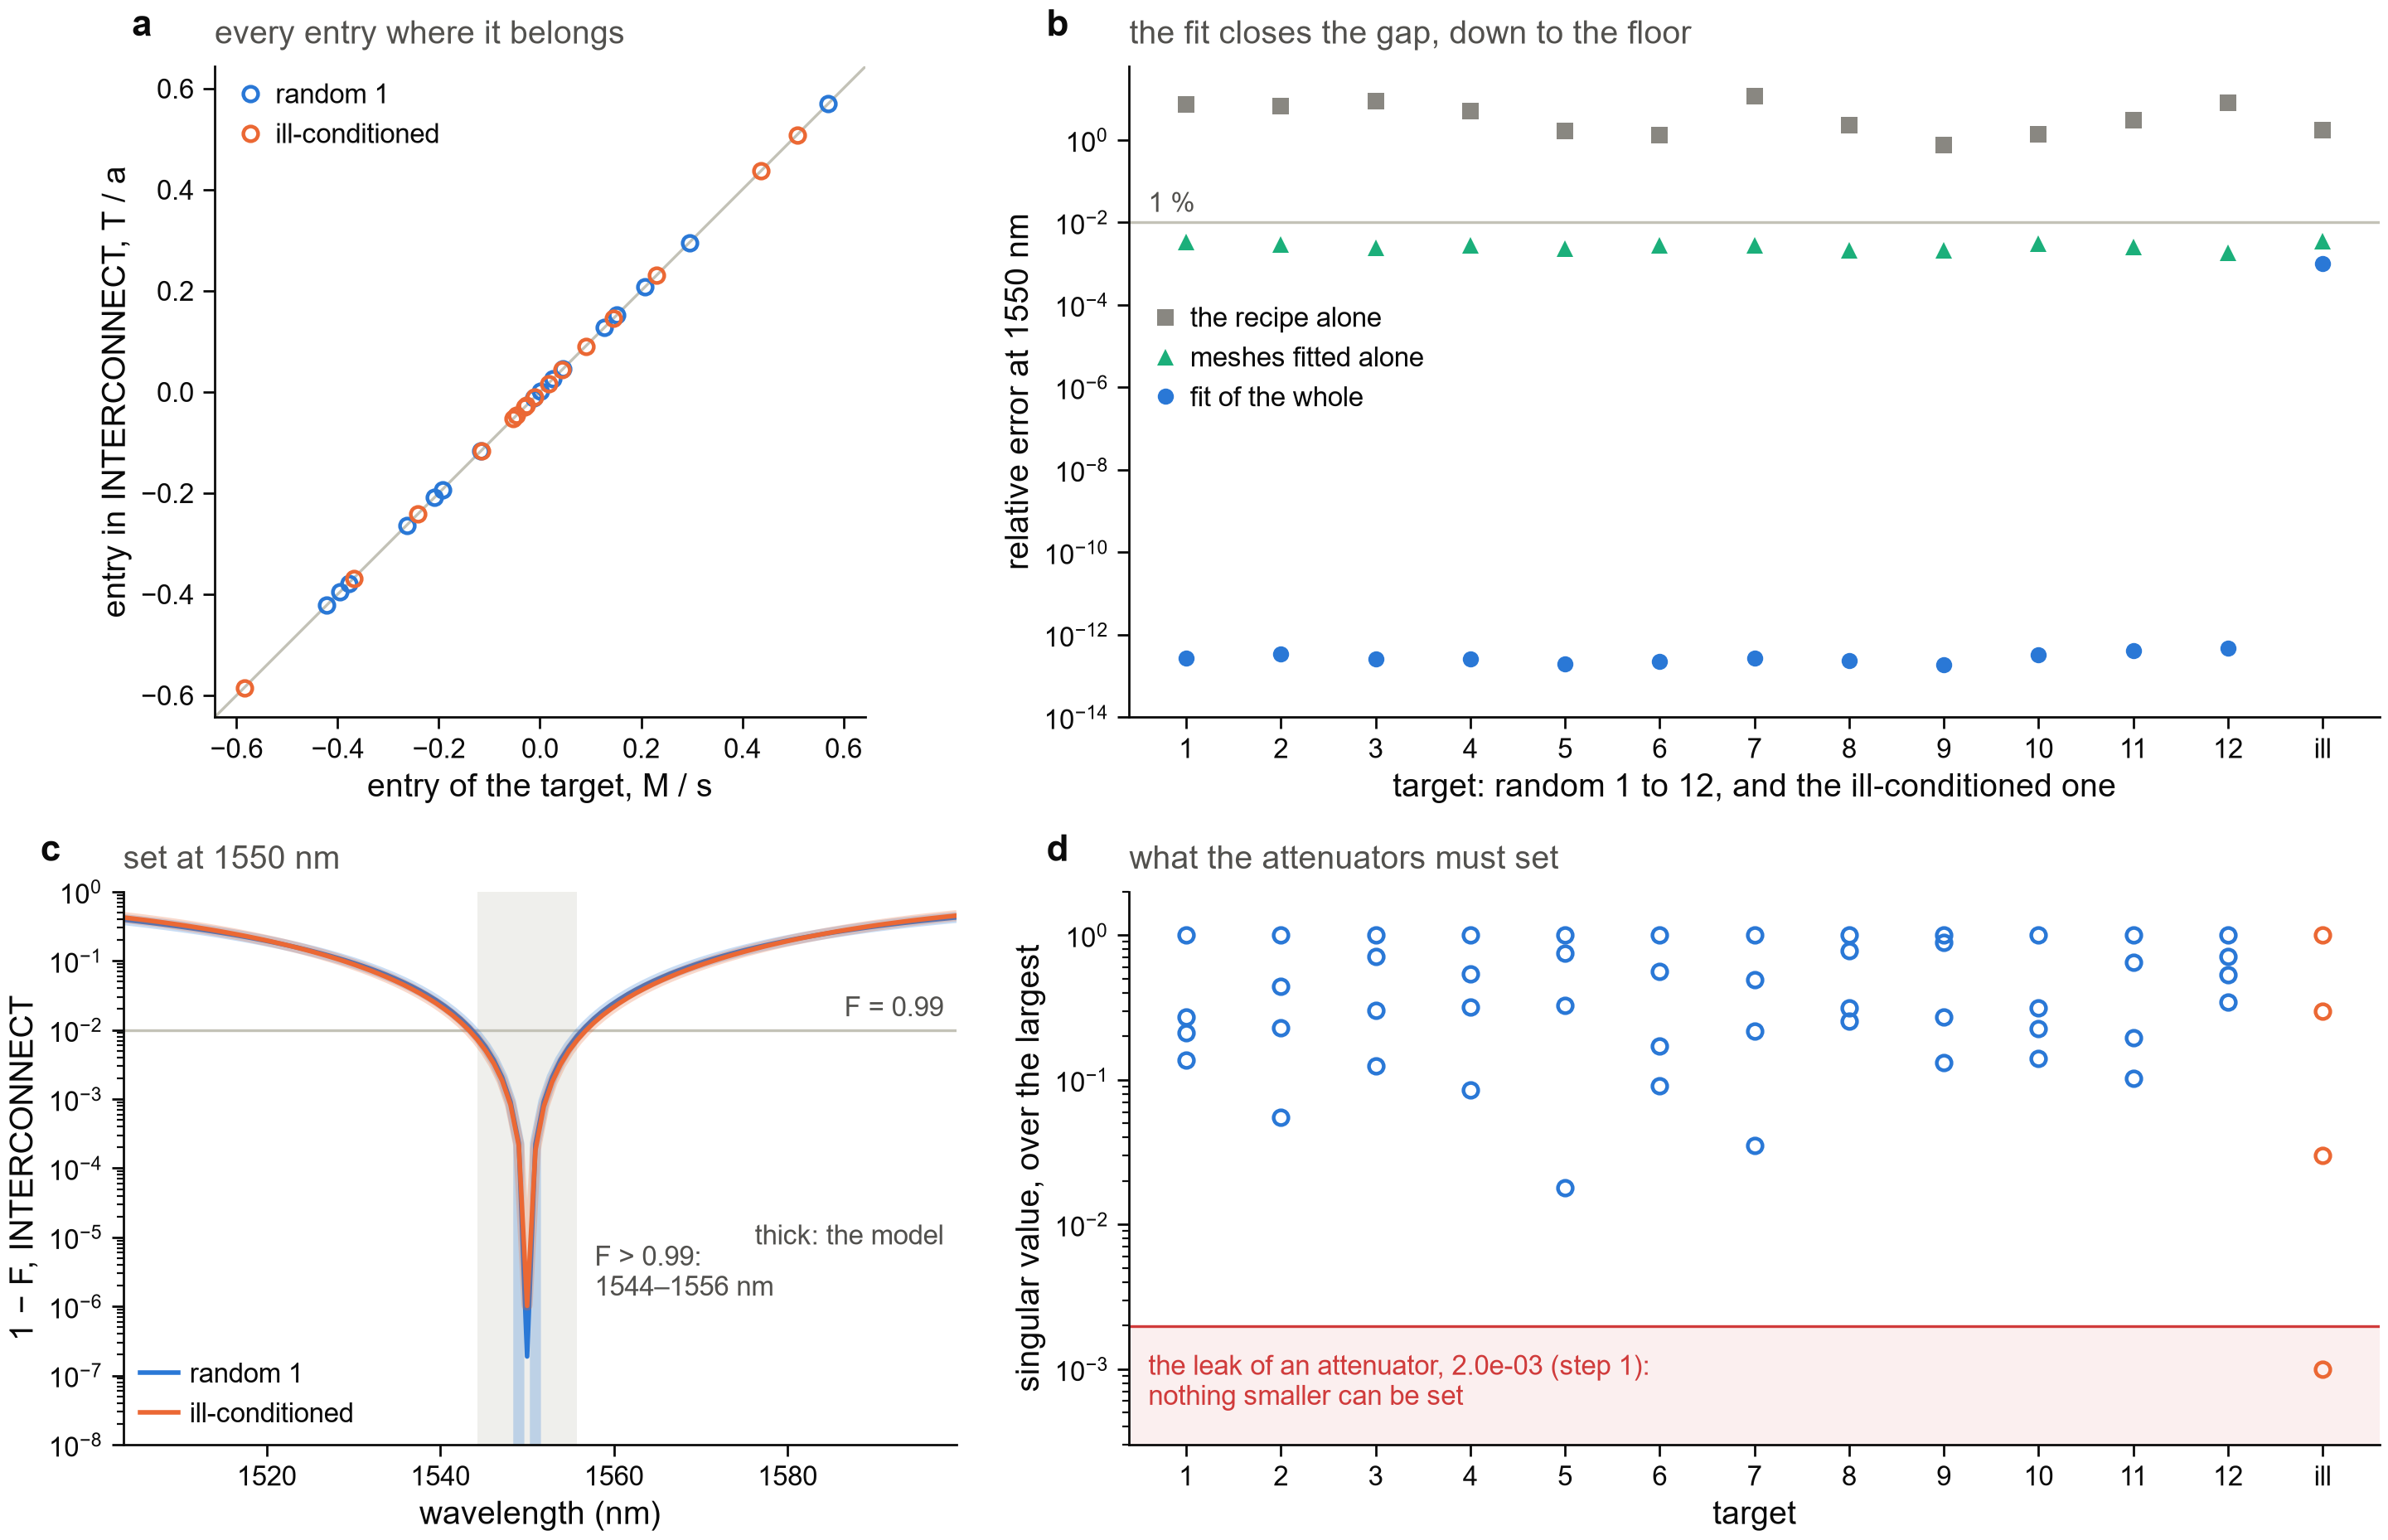 a
every entry where it belongs
random 1
ill-conditioned
0.6
0.4
0.2
0.0
−0.2
−0.4
−0.6
entry in INTERCONNECT, T / a
−0.6
−0.4
−0.2
0.0
0.2
0.4
0.6
entry of the target, M / s
b
the fit closes the gap, down to the floor
1 %
the recipe alone
meshes fitted alone
fit of the whole
10⁰
10⁻²
10⁻⁴
10⁻⁶
10⁻⁸
10⁻¹⁰
10⁻¹²
10⁻¹⁴
relative error at 1550 nm
1
2
3
4
5
6
7
8
9
10
11
12
ill
target: random 1 to 12, and the ill-conditioned one
c
set at 1550 nm
10⁰
10⁻¹
10⁻²
10⁻³
10⁻⁴
10⁻⁵
10⁻⁶
10⁻⁷
10⁻⁸
1 − F, INTERCONNECT
F = 0.99
thick: the model
F > 0.99:
1544–1556 nm
random 1
ill-conditioned
1520
1540
1560
1580
wavelength (nm)
d
what the attenuators must set
10⁰
10⁻¹
10⁻²
10⁻³
singular value, over the largest
the leak of an attenuator, 2.0e-03 (step 1):
nothing smaller can be set
1
2
3
4
5
6
7
8
9
10
11
12
ill
target